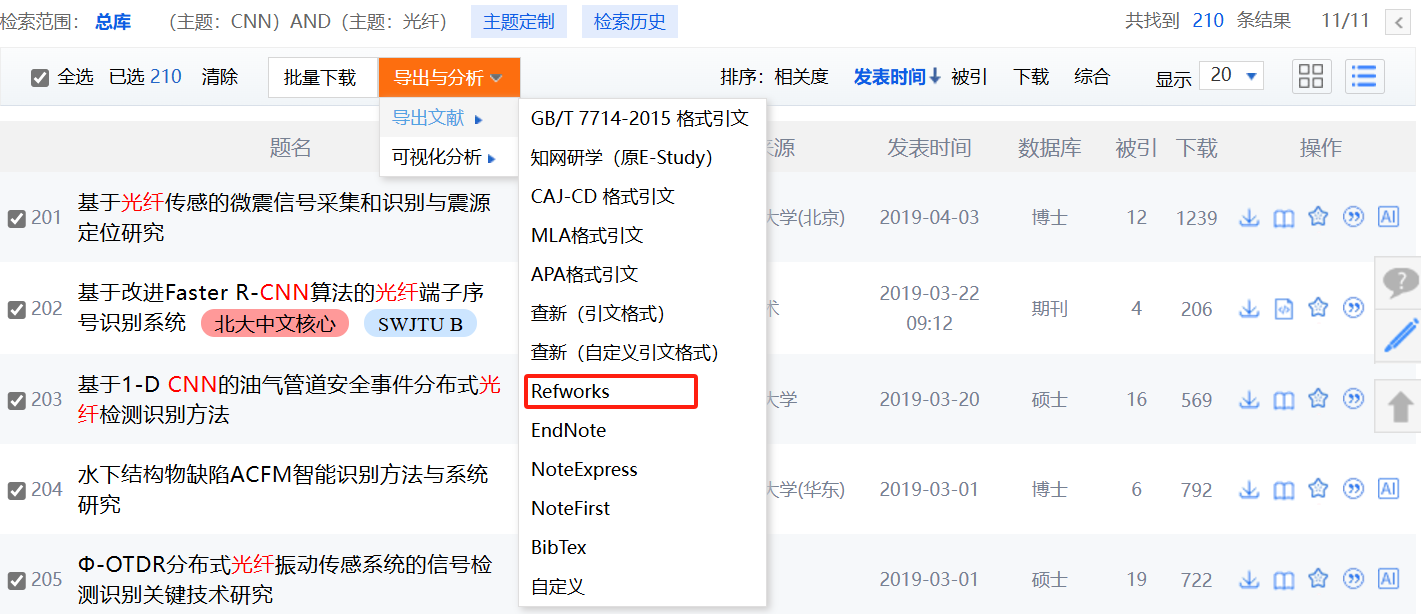 检索范围： 总库 （主题：CNN）AND（主题：光纤） 主题定制 检索历史 共找到 210 条结果 11/11
全选 已选 210 清除 批量下载 导出与分析 排序： 相关度 发表时间 被引 下载 综合 显示 20
导出文献
可视化分析
GB/T 7714-2015 格式引文
知网研学（原E-Study）
CAJ-CD 格式引文
MLA格式引文
APA格式引文
查新（引文格式）
查新（自定义引文格式）
Refworks
EndNote
NoteExpress
NoteFirst
BibTex
自定义
题名 源 发表时间 数据库 被引 下载 操作
201 基于光纤传感的微震信号采集和识别与震源 大学(北京) 2019-04-03 博士 12 1239 AI
定位研究
202 基于改进Faster R-CNN算法的光纤端子序 术 2019-03-22 期刊 4 206
号识别系统 北大中文核心 SWJTU B 09:12
203 基于1-D CNN的油气管道安全事件分布式光 大学 2019-03-20 硕士 16 569
纤检测识别方法
204 水下结构物缺陷ACFM智能识别方法与系统 大学(华东) 2019-03-01 博士 6 792 AI
研究
205 Φ-OTDR分布式光纤振动传感系统的信号检 2019-03-01 硕士 19 722 AI
测识别关键技术研究